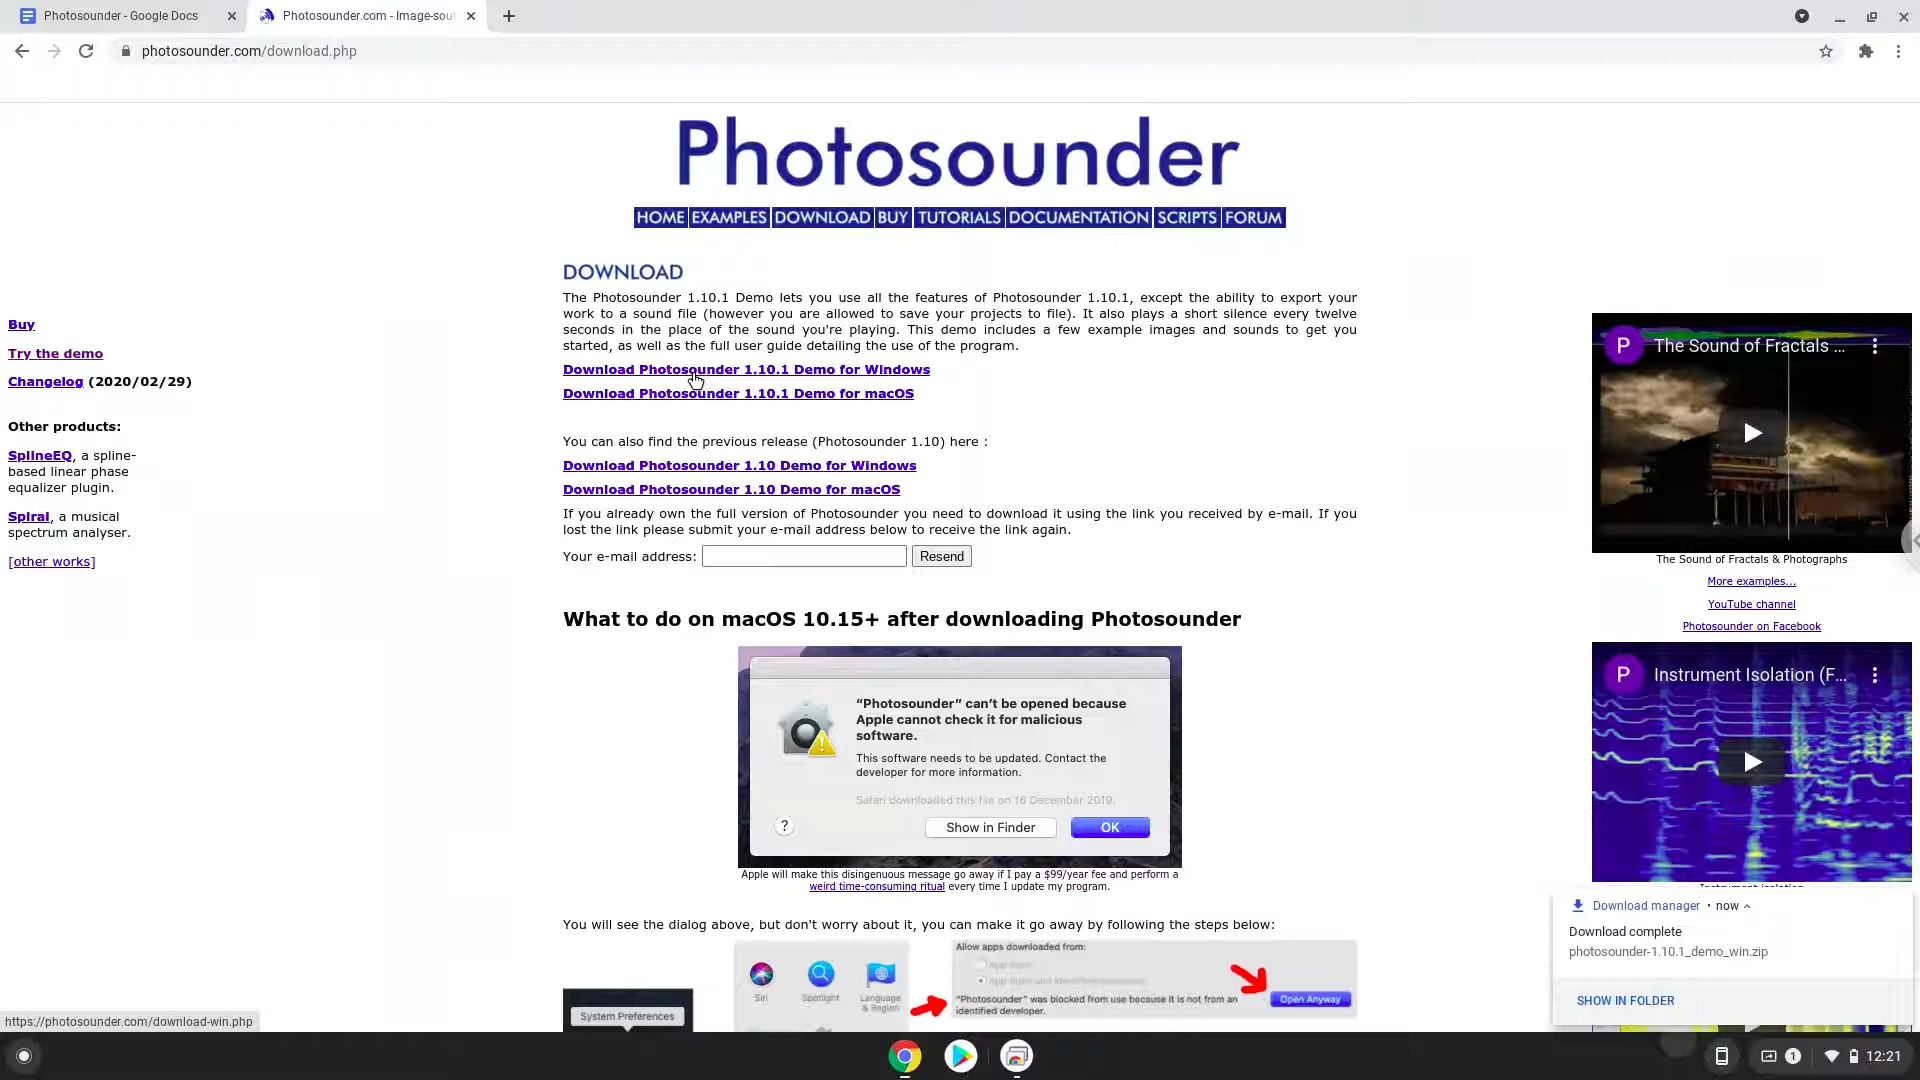 Photosounder - Google Docs
Photosounder.com - Image-sou
photosounder.com/download.php
Photosounder
HOME EXAMPLES DOWNLOAD BUY TUTORIALS DOCUMENTATION SCRIPTS FORUM
DOWNLOAD
The Photosounder 1.10.1 Demo lets you use all the features of Photosounder 1.10.1, except the ability to export your
work to a sound file (however you are allowed to save your projects to file). It also plays a short silence every twelve
seconds in the place of the sound you're playing. This demo includes a few example images and sounds to get you
started, as well as the full user guide detailing the use of the program.
Download Photosounder 1.10.1 Demo for Windows
Download Photosounder 1.10.1 Demo for macOS
You can also find the previous release (Photosounder 1.10) here :
Download Photosounder 1.10 Demo for Windows
Download Photosounder 1.10 Demo for macOS
If you already own the full version of Photosounder you need to download it using the link you received by e-mail. If you
lost the link please submit your e-mail address below to receive the link again.
Your e-mail address:
Resend
What to do on macOS 10.15+ after downloading Photosounder
“Photosounder” can’t be opened because
Apple cannot check it for malicious
software.
This software needs to be updated. Contact the
developer for more information.
Safari downloaded this file on 16 December 2019.
?
Show in Finder
OK
Apple will make this disingenuous message go away if I pay a $99/year fee and perform a
weird time-consuming ritual every time I update my program.
You will see the dialog above, but don't worry about it, you can make it go away by following the steps below:
System Preferences
Siri
Spotlight
Language
& Region
Allow apps downloaded from:
App Store
App Store and identified developers
"Photosounder" was blocked from use because it is not from an
identified developer.
Open Anyway
Buy
Try the demo
Changelog (2020/02/29)
Other products:
SplineEQ, a spline-
based linear phase
equalizer plugin.
Spiral, a musical
spectrum analyser.
[other works]
P
The Sound of Fractals ...
The Sound of Fractals & Photographs
More examples...
YouTube channel
Photosounder on Facebook
P
Instrument Isolation (F...
Instrument isolation
Download manager • now
Download complete
photosounder-1.10.1_demo_win.zip
SHOW IN FOLDER
https://photosounder.com/download-win.php
1
12:21